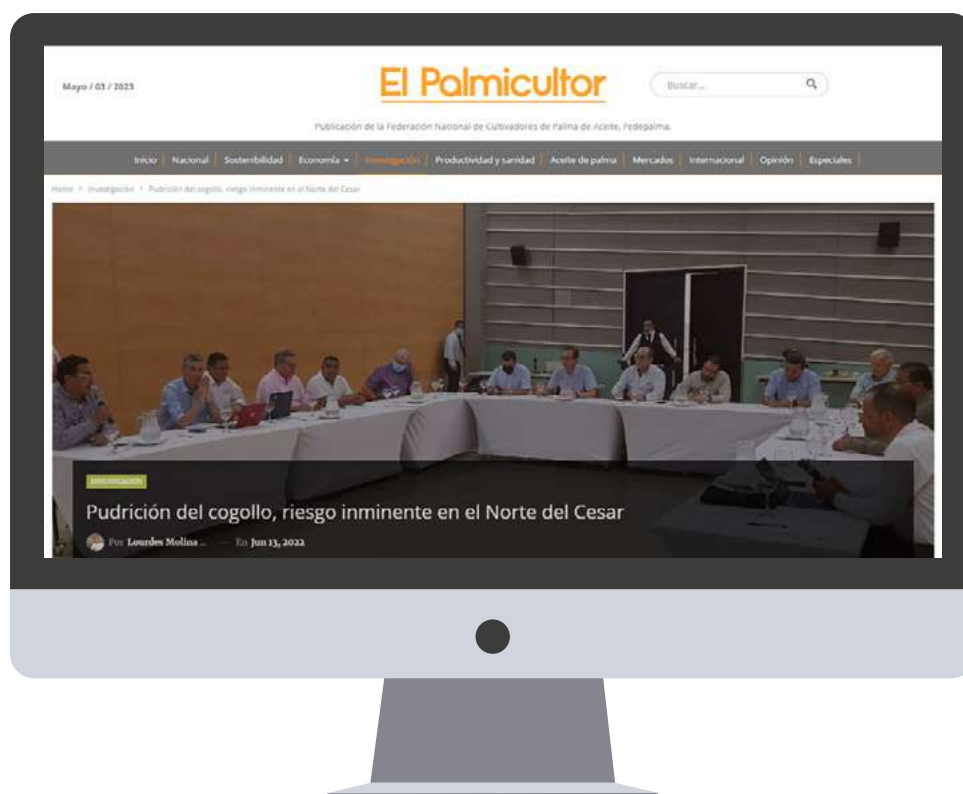 Mayo / 03 / 2023
El Palmicultor
Buscar...
Publicación de la Federación Nacional de Cultivadores de Palma de Aceite, Fedepalma.
Inicio Nacional Sostenibilidad Economía Investigación Productividad y sanidad Aceite de palma Mercados Internacional Opinión Especiales
Home Investigación Pudrición del cogollo, riesgo inminente en el Norte del Cesar
INVESTIGACIÓN
Pudrición del cogollo, riesgo inminente en el Norte del Cesar
Por Lourdes Molina ... — En Jun 13, 2022